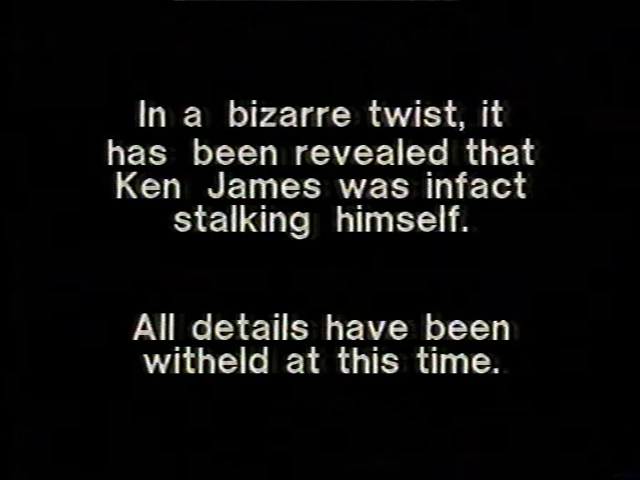 In a bizarre twist, it
has been revealed that
Ken James was infact
stalking himself.
All details have been
witheld at this time.